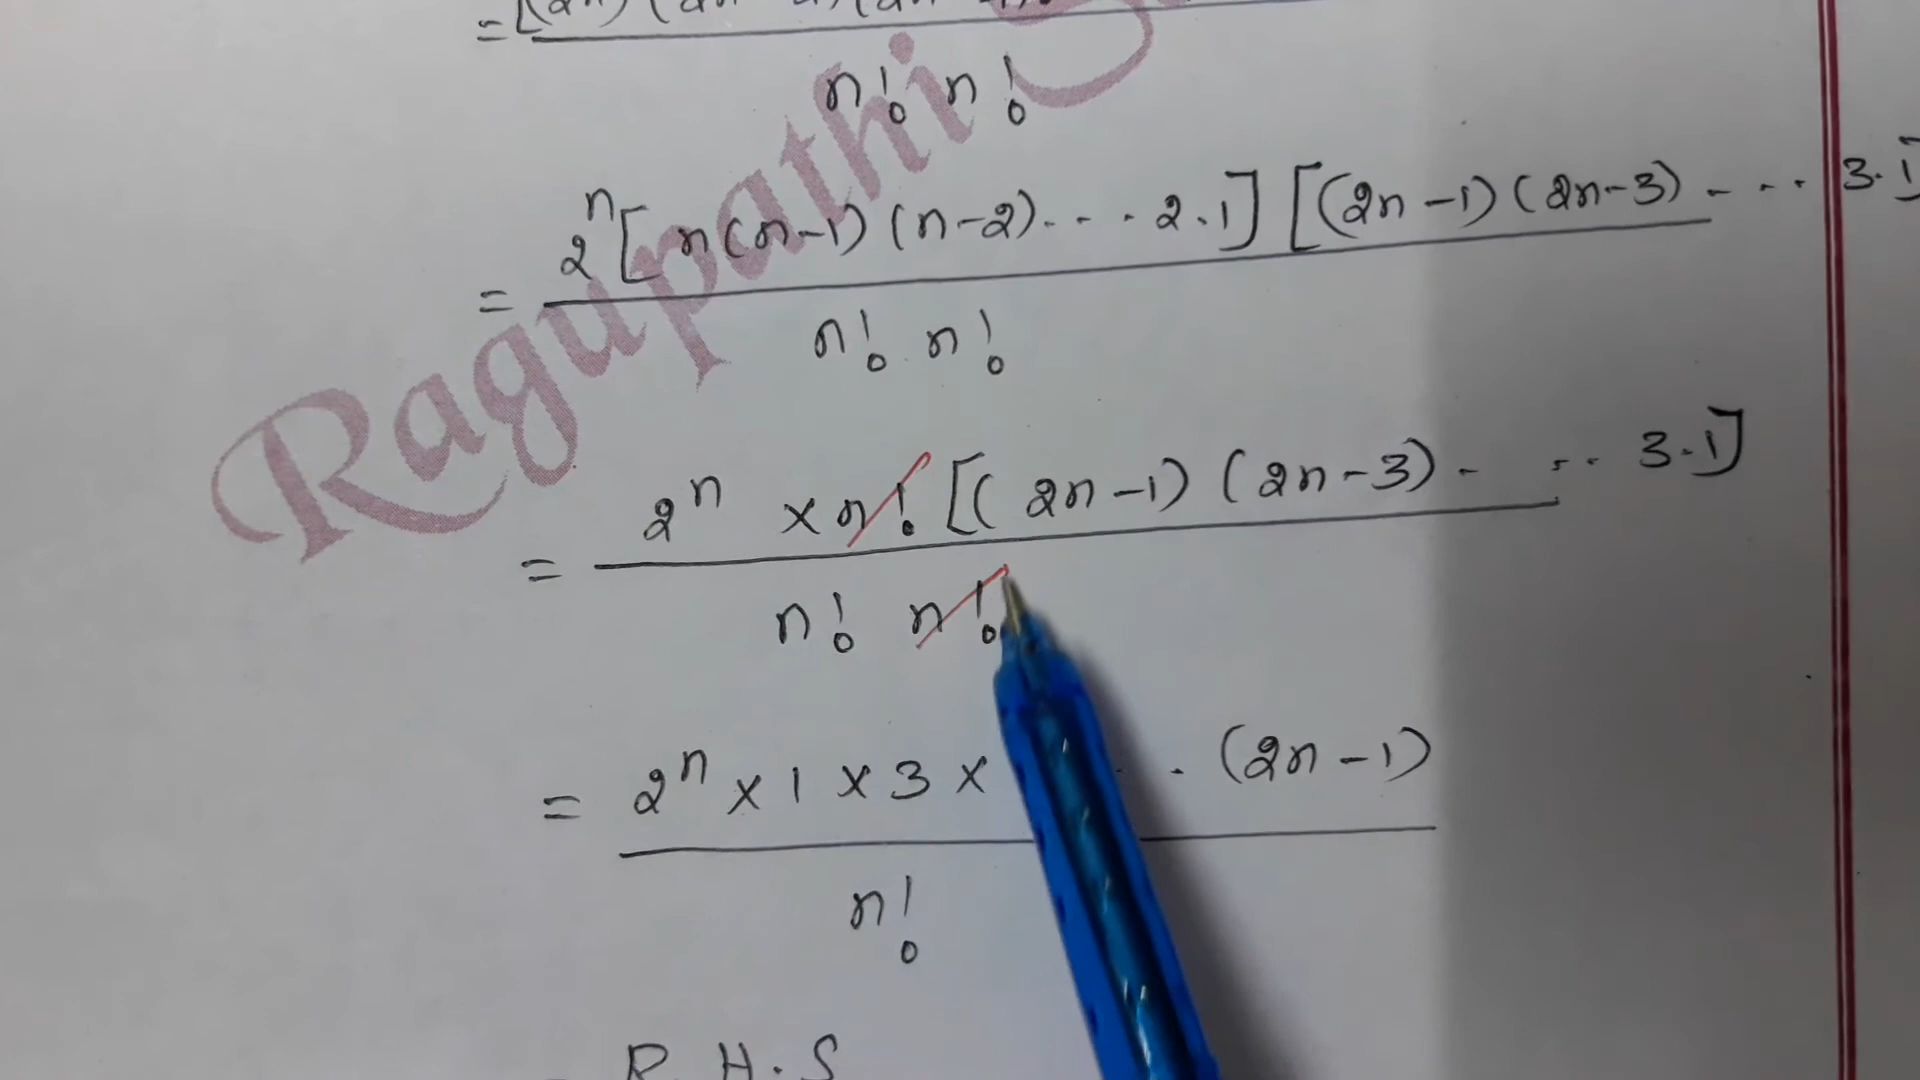 n! n!
= 2^n [n(n-1)(n-2)....2.1] [(2n-1)(2n-3)....3.1] / n! n!
= 2^n × n! [(2n-1)(2n-3)-...3.1] / n! n!
= 2^n × 1 × 3 × .. (2n-1) / n!
R.H.S
Ragupathi